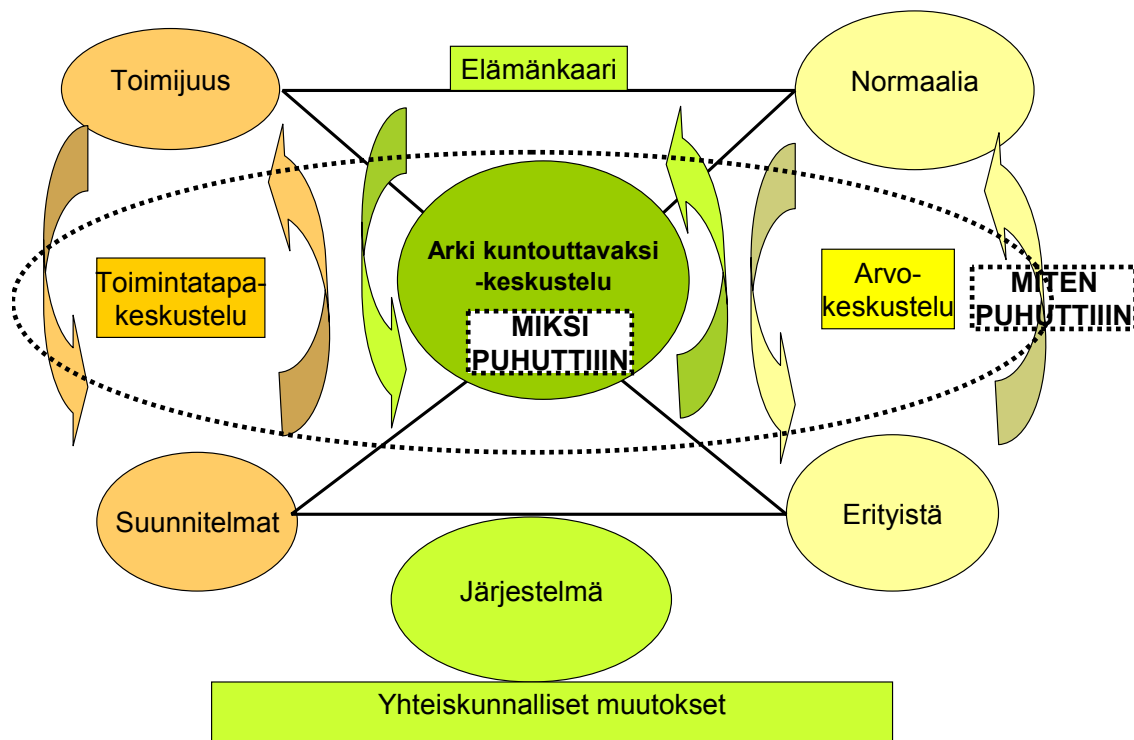 Toimijuus
Elämänkaari
Normaalia
Arki kuntouttavaksi
-keskustelu
Toimintatapa-
keskustelu
Arvo-
keskustelu
MITEN
PUHUTTIIIN
MIKSI
PUHUTTIIIN
Suunnitelmat
Erityistä
Järjestelmä
Yhteiskunnalliset muutokset